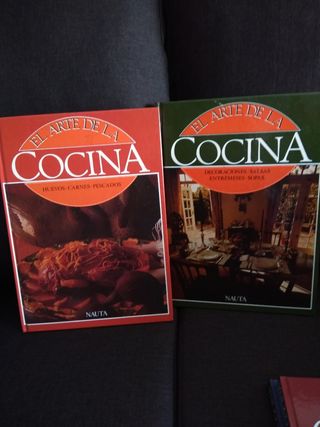 EL ARTE DE LA
COCINA
HUEVOS·CARNES·PESCADOS
NAUTA
EL ARTE DE LA
COCINA
DECORACIONES·SALSAS
ENTREMESES·SOPAS
NAUTA